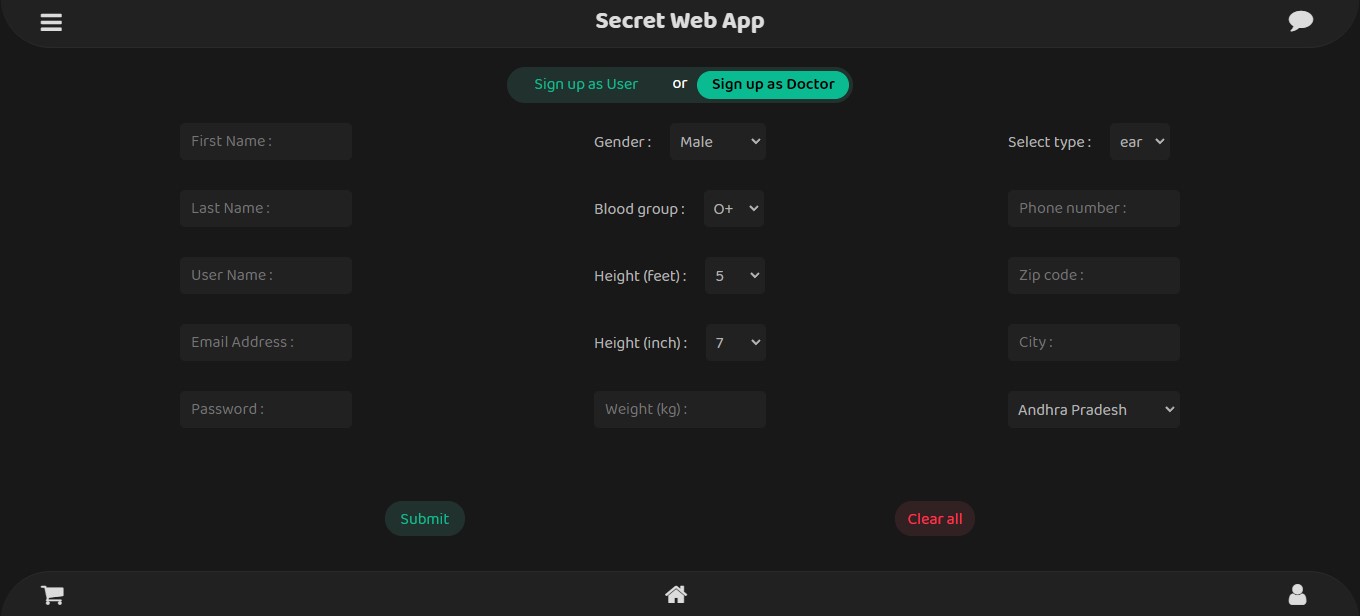 Secret Web App
Sign up as User or Sign up as Doctor
First Name :
Gender :
Male
Select type :
ear
Last Name :
Blood group :
O+
Phone number :
User Name :
Height (Feet) :
5
Zip code :
Email Address :
Height (inch) :
7
City :
Password :
Weight (kg) :
Andhra Pradesh
Submit
Clear all